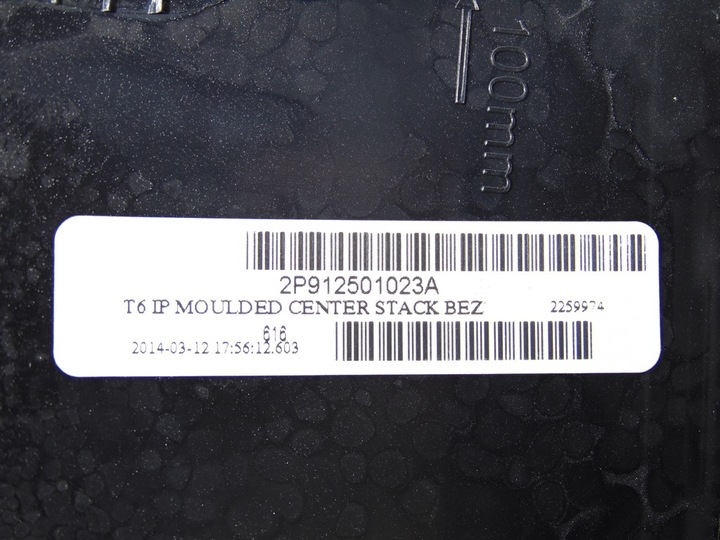 100mm
2P912501023A
T6 IP MOULDED CENTER STACK BEZ 2259974
616
2014-03-12 17:56:12.603